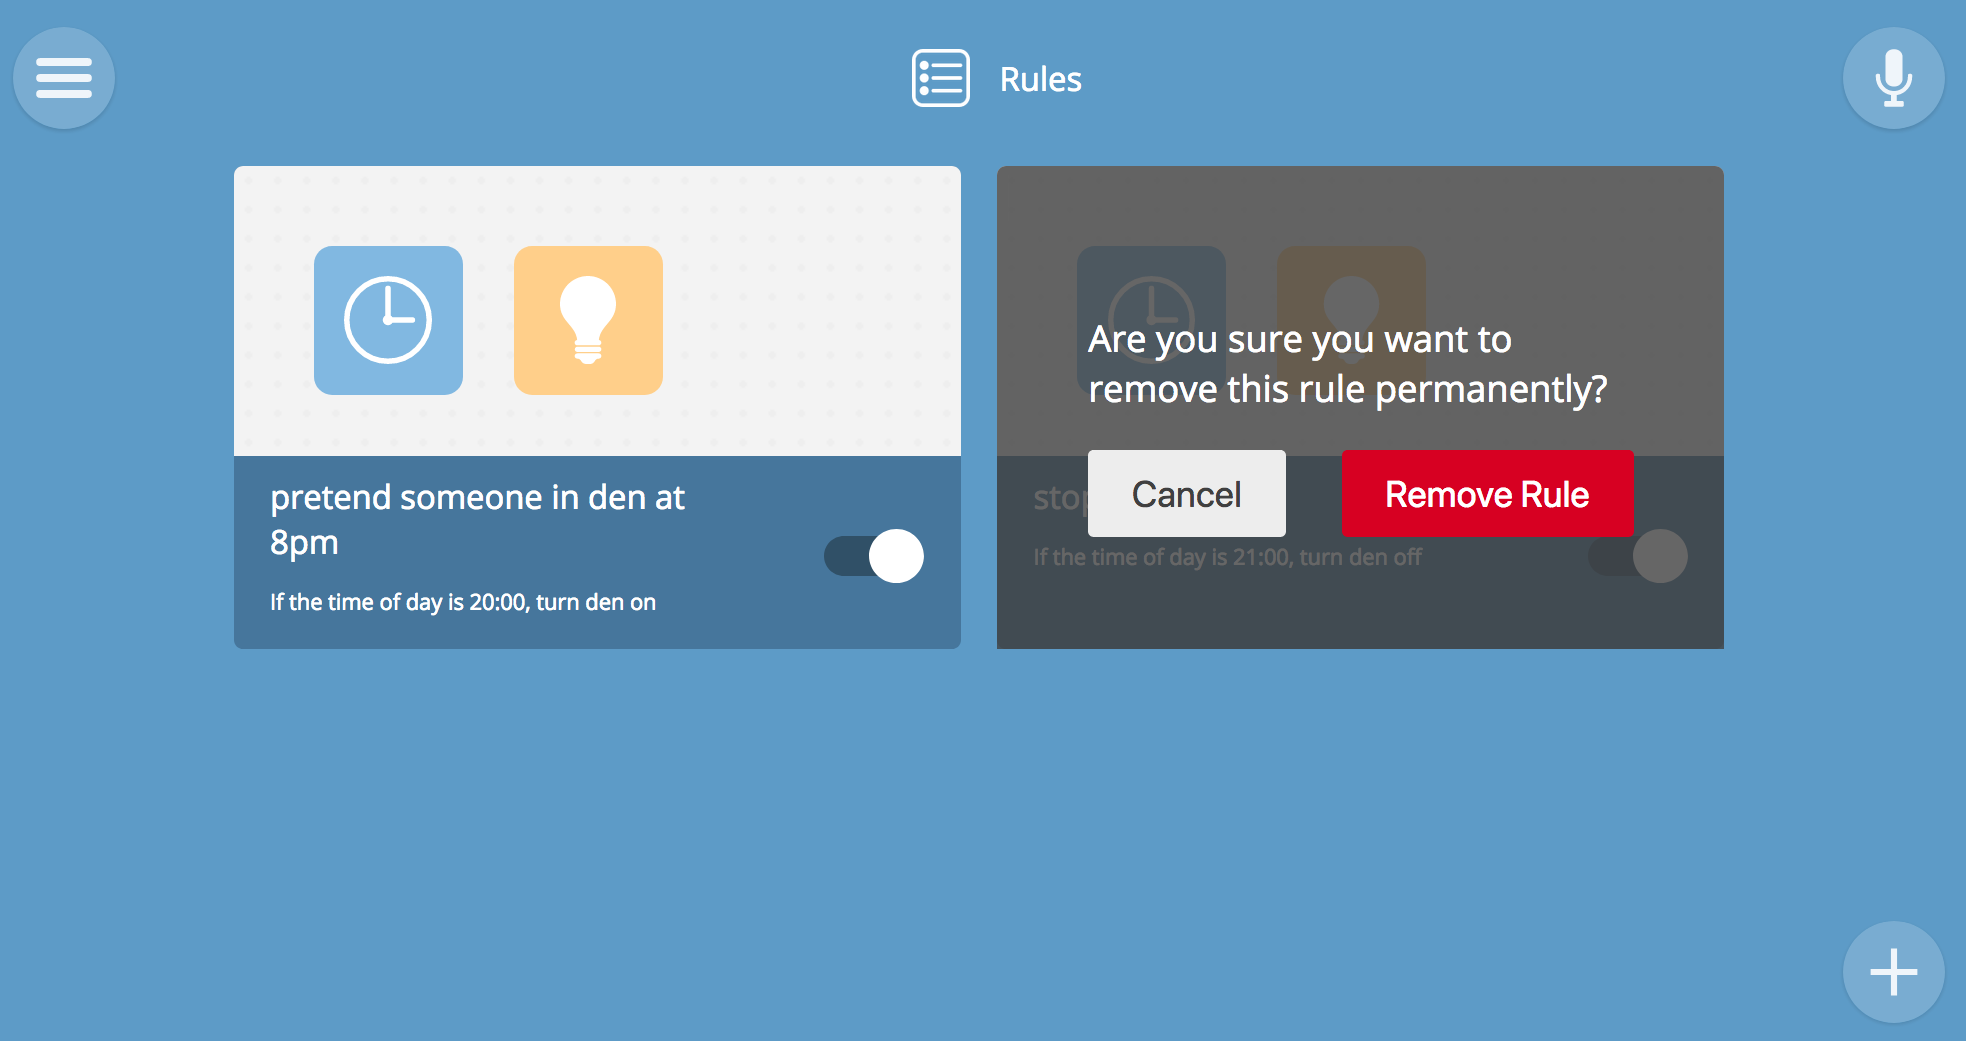 Rules
pretend someone in den at
8pm
If the time of day is 20:00, turn den on
Are you sure you want to
remove this rule permanently?
Cancel
Remove Rule
If the time of day is 21:00, turn den off